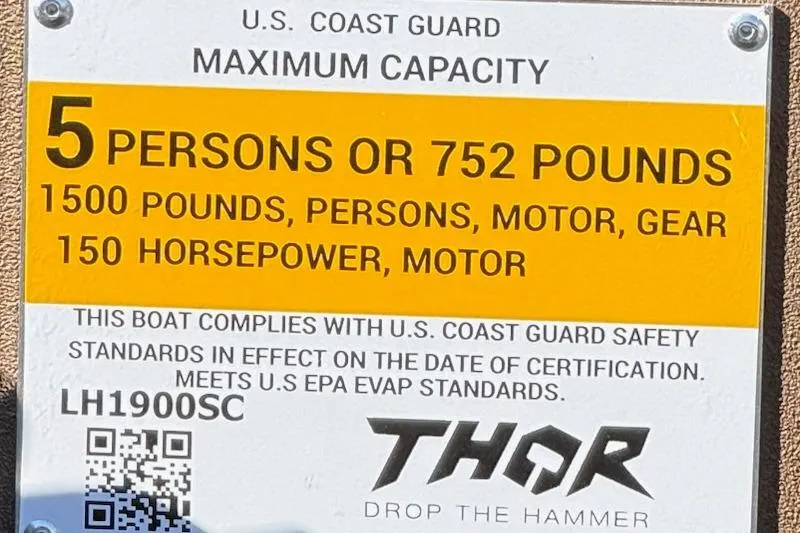 U.S. COAST GUARD
MAXIMUM CAPACITY
5 PERSONS OR 752 POUNDS
1500 POUNDS, PERSONS, MOTOR, GEAR
150 HORSEPOWER, MOTOR
THIS BOAT COMPLIES WITH U.S. COAST GUARD SAFETY
STANDARDS IN EFFECT ON THE DATE OF CERTIFICATION.
MEETS U.S EPA EVAP STANDARDS.
LH1900SC
THOR
DROP THE HAMMER